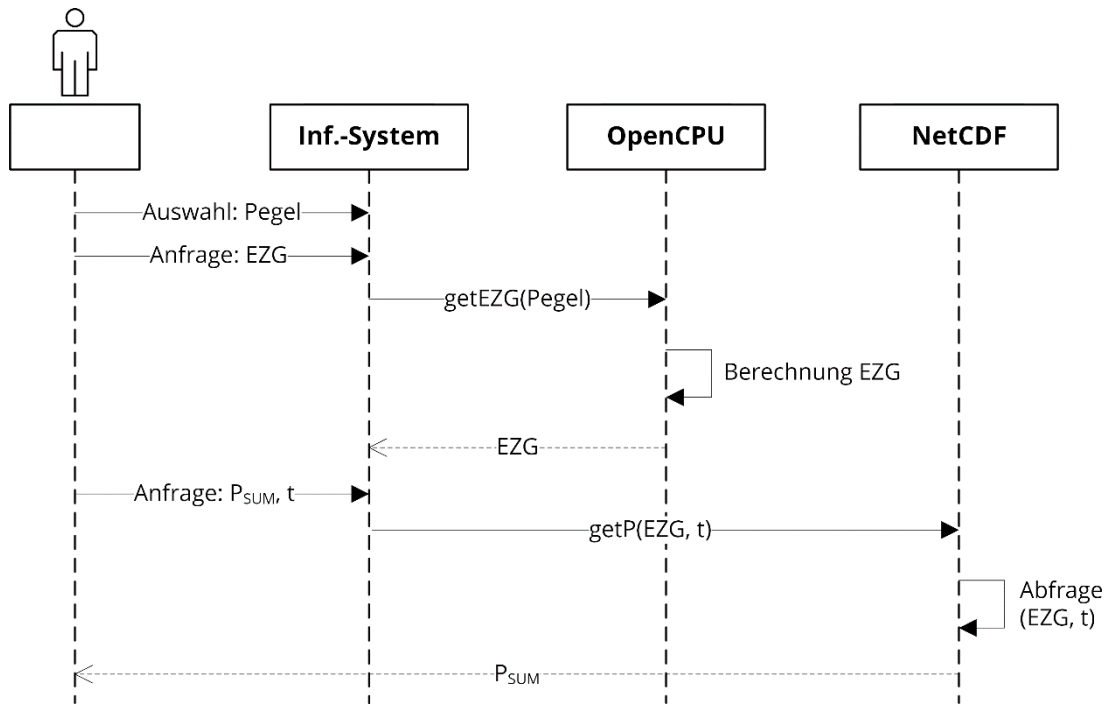 Inf.-System
OpenCPU
NetCDF
Auswahl: Pegel
Anfrage: EZG
getEZG(Pegel)
Berechnung EZG
EZG
Anfrage: PSUM, t
getP(EZG, t)
Abfrage
(EZG, t)
PSUM